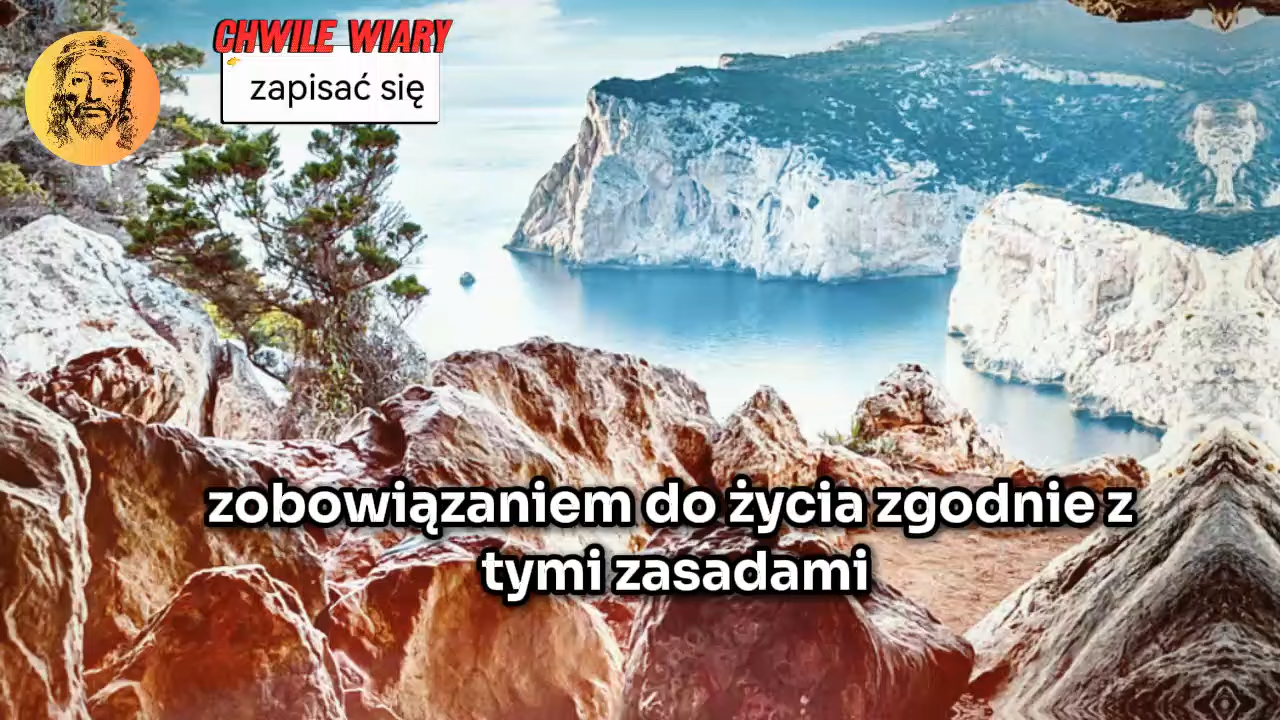 CHWILE WIARY
zapisać się
zobowiązaniem do życia zgodnie z
tymi zasadami